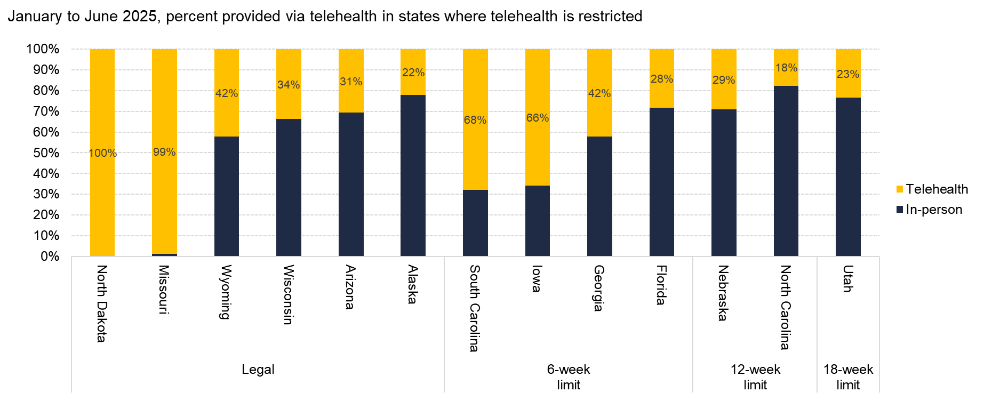 January to June 2025, percent provided via telehealth in states where telehealth is restricted
100%
90%
80%
70%
60%
50%
40%
30%
20%
10%
0%
100%
99%
42%
34%
31%
22%
68%
66%
42%
28%
29%
18%
23%
Telehealth
In-person
North Dakota
Missouri
Wyoming
Wisconsin
Arizona
Alaska
South Carolina
Iowa
Georgia
Florida
Nebraska
North Carolina
Utah
Legal
6-week
limit
12-week
limit
18-week
limit